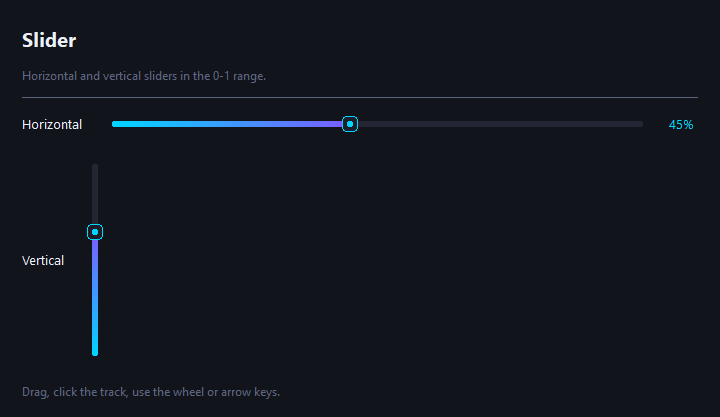 Slider
Horizontal and vertical sliders in the 0-1 range.
Horizontal 45%
Vertical
Drag, click the track, use the wheel or arrow keys.